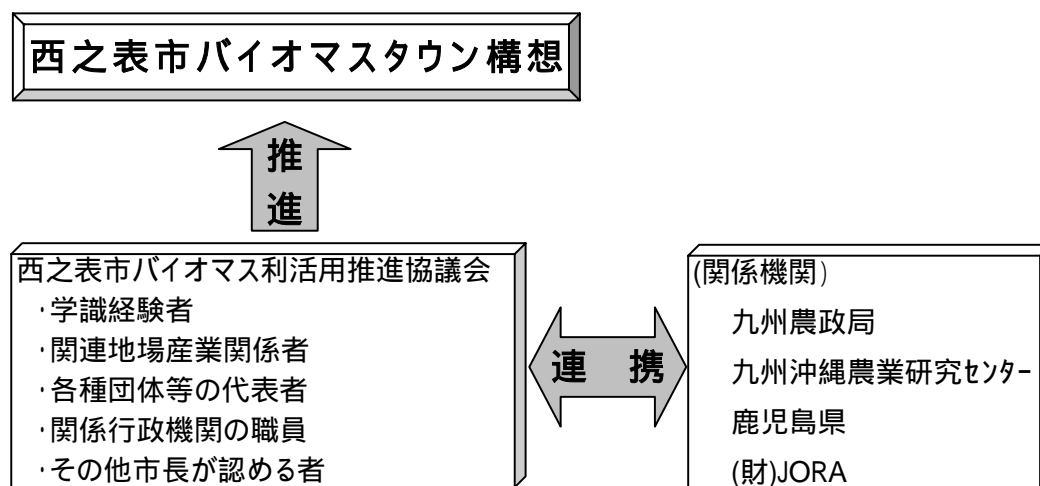 西之表市バイオマスタウン構想
推
進
西之表市バイオマス利活用推進協議会
·学識経験者
·関連地場産業関係者
·各種団体等の代表者
·関係行政機関の職員
·その他市長が認める者
連 携
(関係機関)
九州農政局
九州沖縄農業研究ｾﾝﾀｰ
鹿児島県
(財)JORA